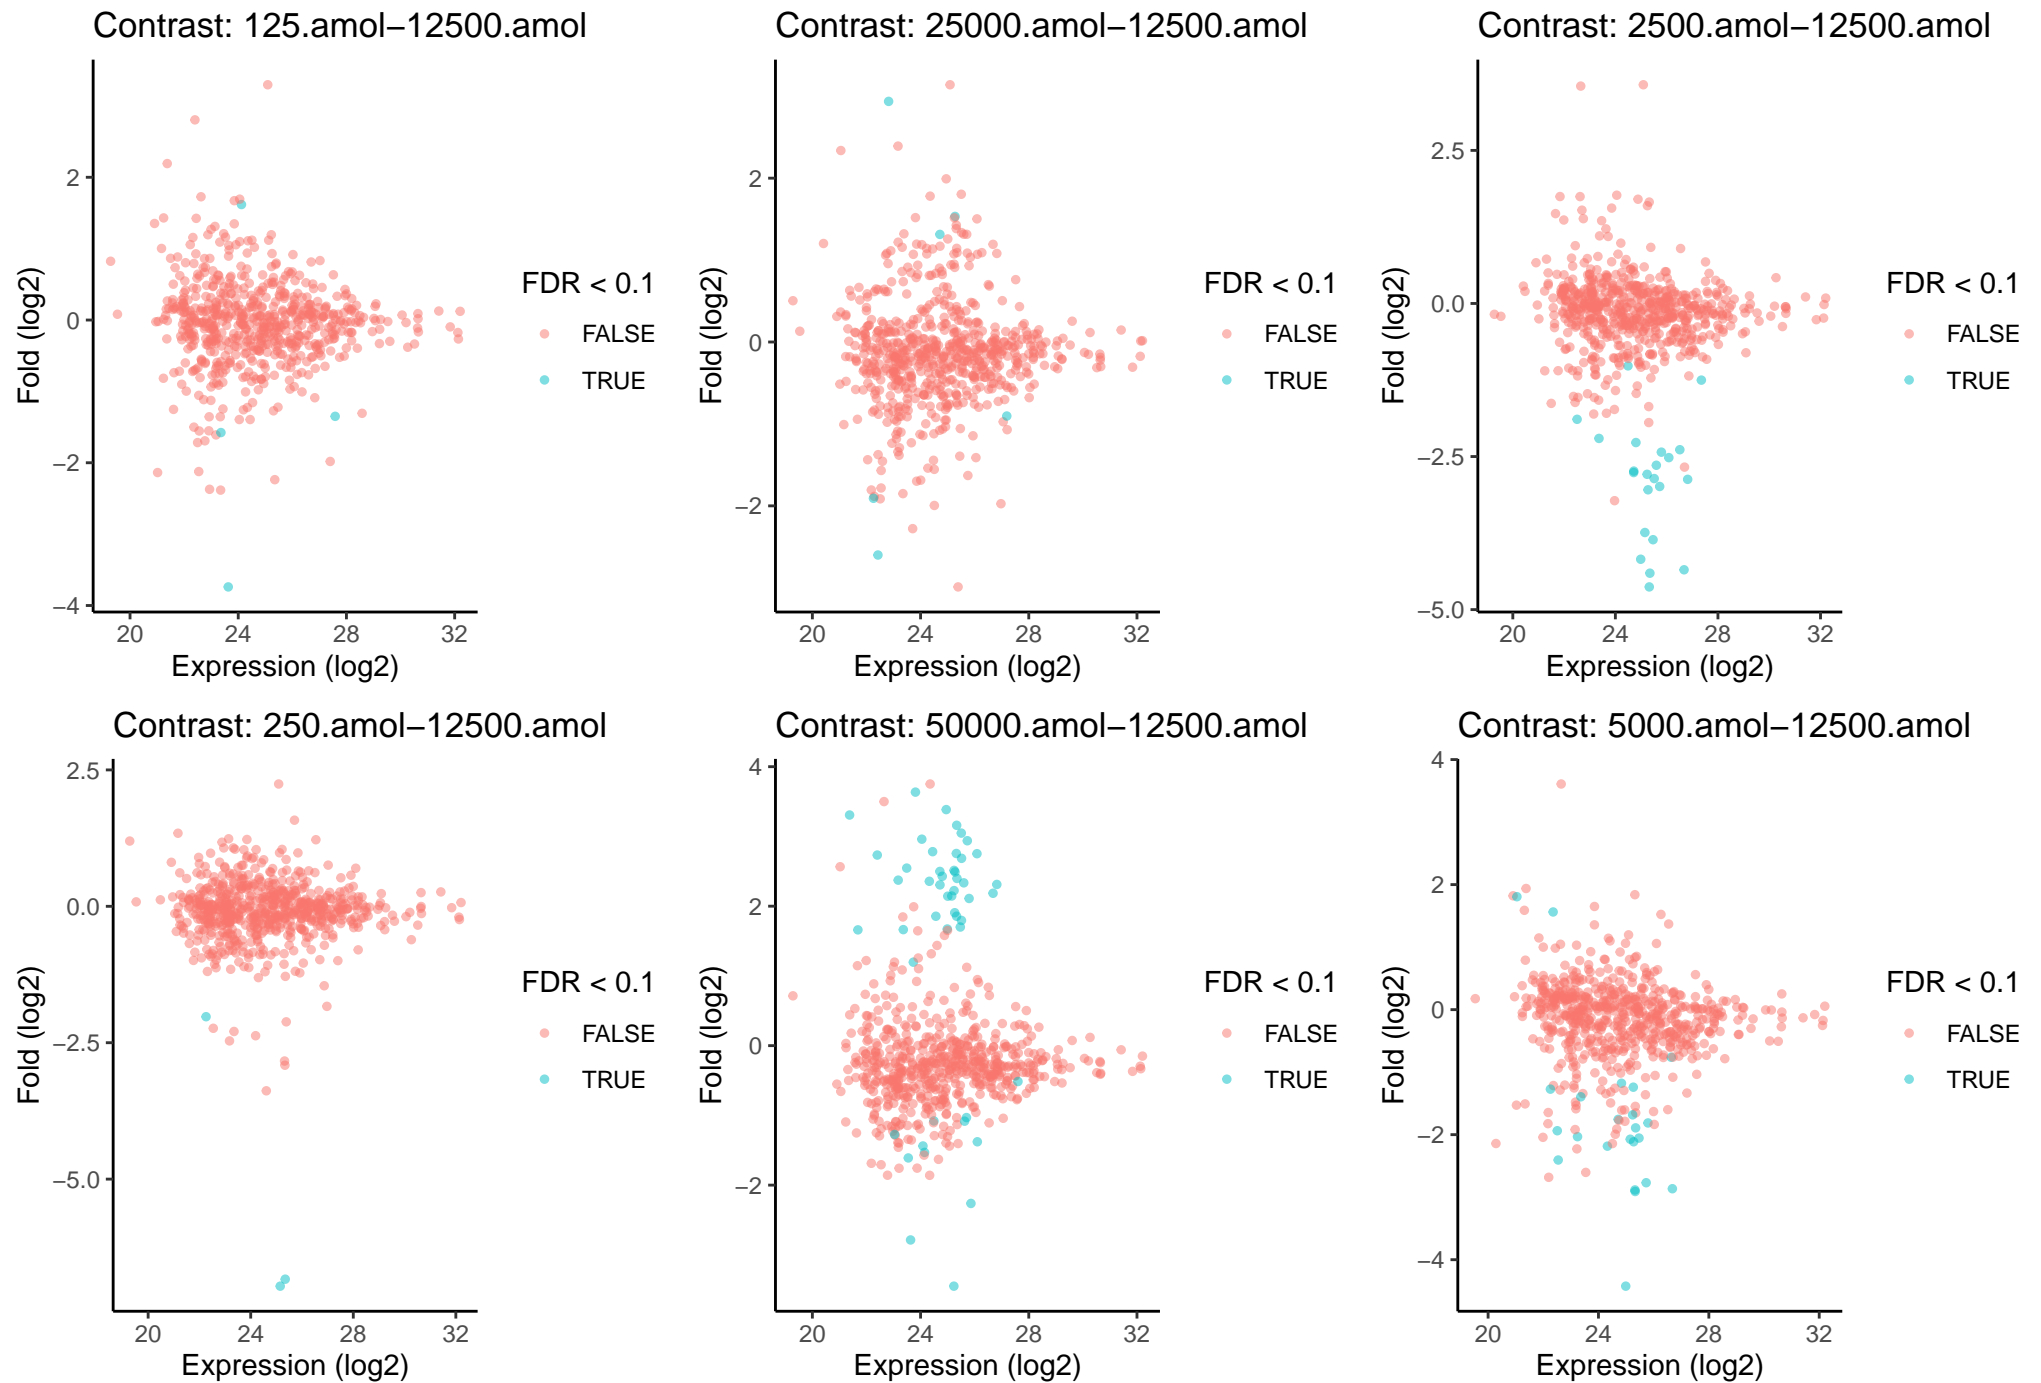 Contrast: 125.amol−12500.amol
Fold (log2)
2
0
−2
−4
20 24 28 32
Expression (log2)
FDR < 0.1
FALSE
TRUE
Contrast: 25000.amol−12500.amol
Fold (log2)
2
0
−2
20 24 28 32
Expression (log2)
FDR < 0.1
FALSE
TRUE
Contrast: 2500.amol−12500.amol
Fold (log2)
2.5
0.0
−2.5
−5.0
20 24 28 32
Expression (log2)
FDR < 0.1
FALSE
TRUE
Contrast: 250.amol−12500.amol
Fold (log2)
2.5
0.0
−2.5
−5.0
20 24 28 32
Expression (log2)
FDR < 0.1
FALSE
TRUE
Contrast: 50000.amol−12500.amol
Fold (log2)
4
2
0
−2
20 24 28 32
Expression (log2)
FDR < 0.1
FALSE
TRUE
Contrast: 5000.amol−12500.amol
Fold (log2)
4
2
0
−2
−4
20 24 28 32
Expression (log2)
FDR < 0.1
FALSE
TRUE